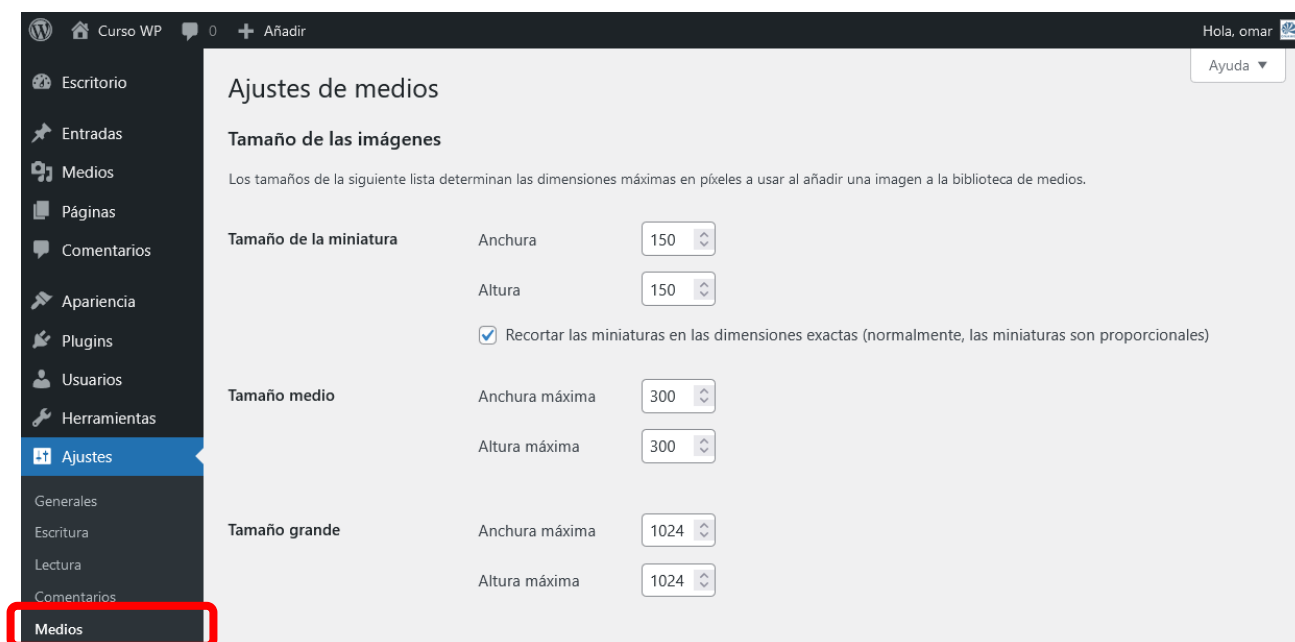 Curso WP 0 Añadir Hola, omar
Ayuda
Escritorio
Entradas
Medios
Páginas
Comentarios
Apariencia
Plugins
Usuarios
Herramientas
Ajustes
Generales
Escritura
Lectura
Comentarios
Medios
Ajustes de medios
Tamaño de las imágenes
Los tamaños de la siguiente lista determinan las dimensiones máximas en píxeles a usar al añadir una imagen a la biblioteca de medios.
Tamaño de la miniatura Anchura 150
Altura 150
Recortar las miniaturas en las dimensiones exactas (normalmente, las miniaturas son proporcionales)
Tamaño medio Anchura máxima 300
Altura máxima 300
Tamaño grande Anchura máxima 1024
Altura máxima 1024